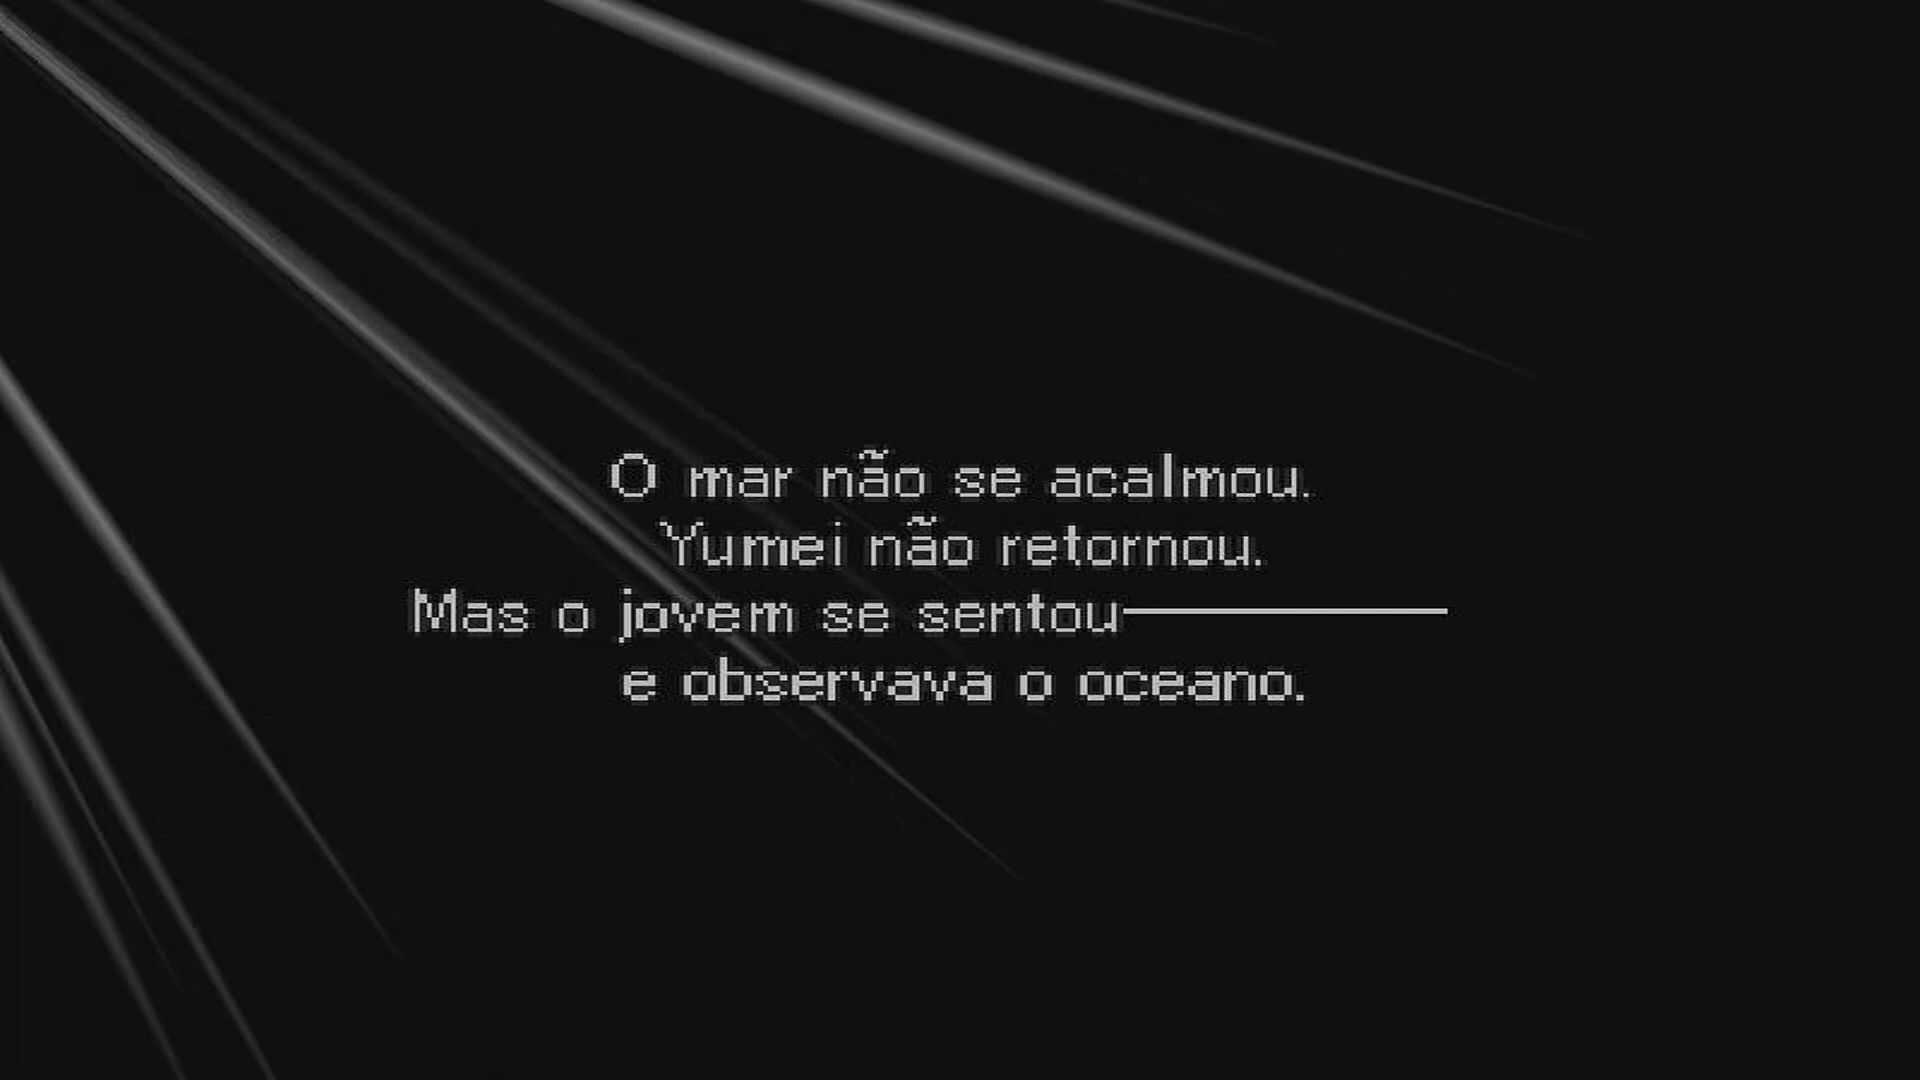 O mar não se acalmou.
Yumei não retornou.
Mas o jovem se sentou————
e observava o oceano.